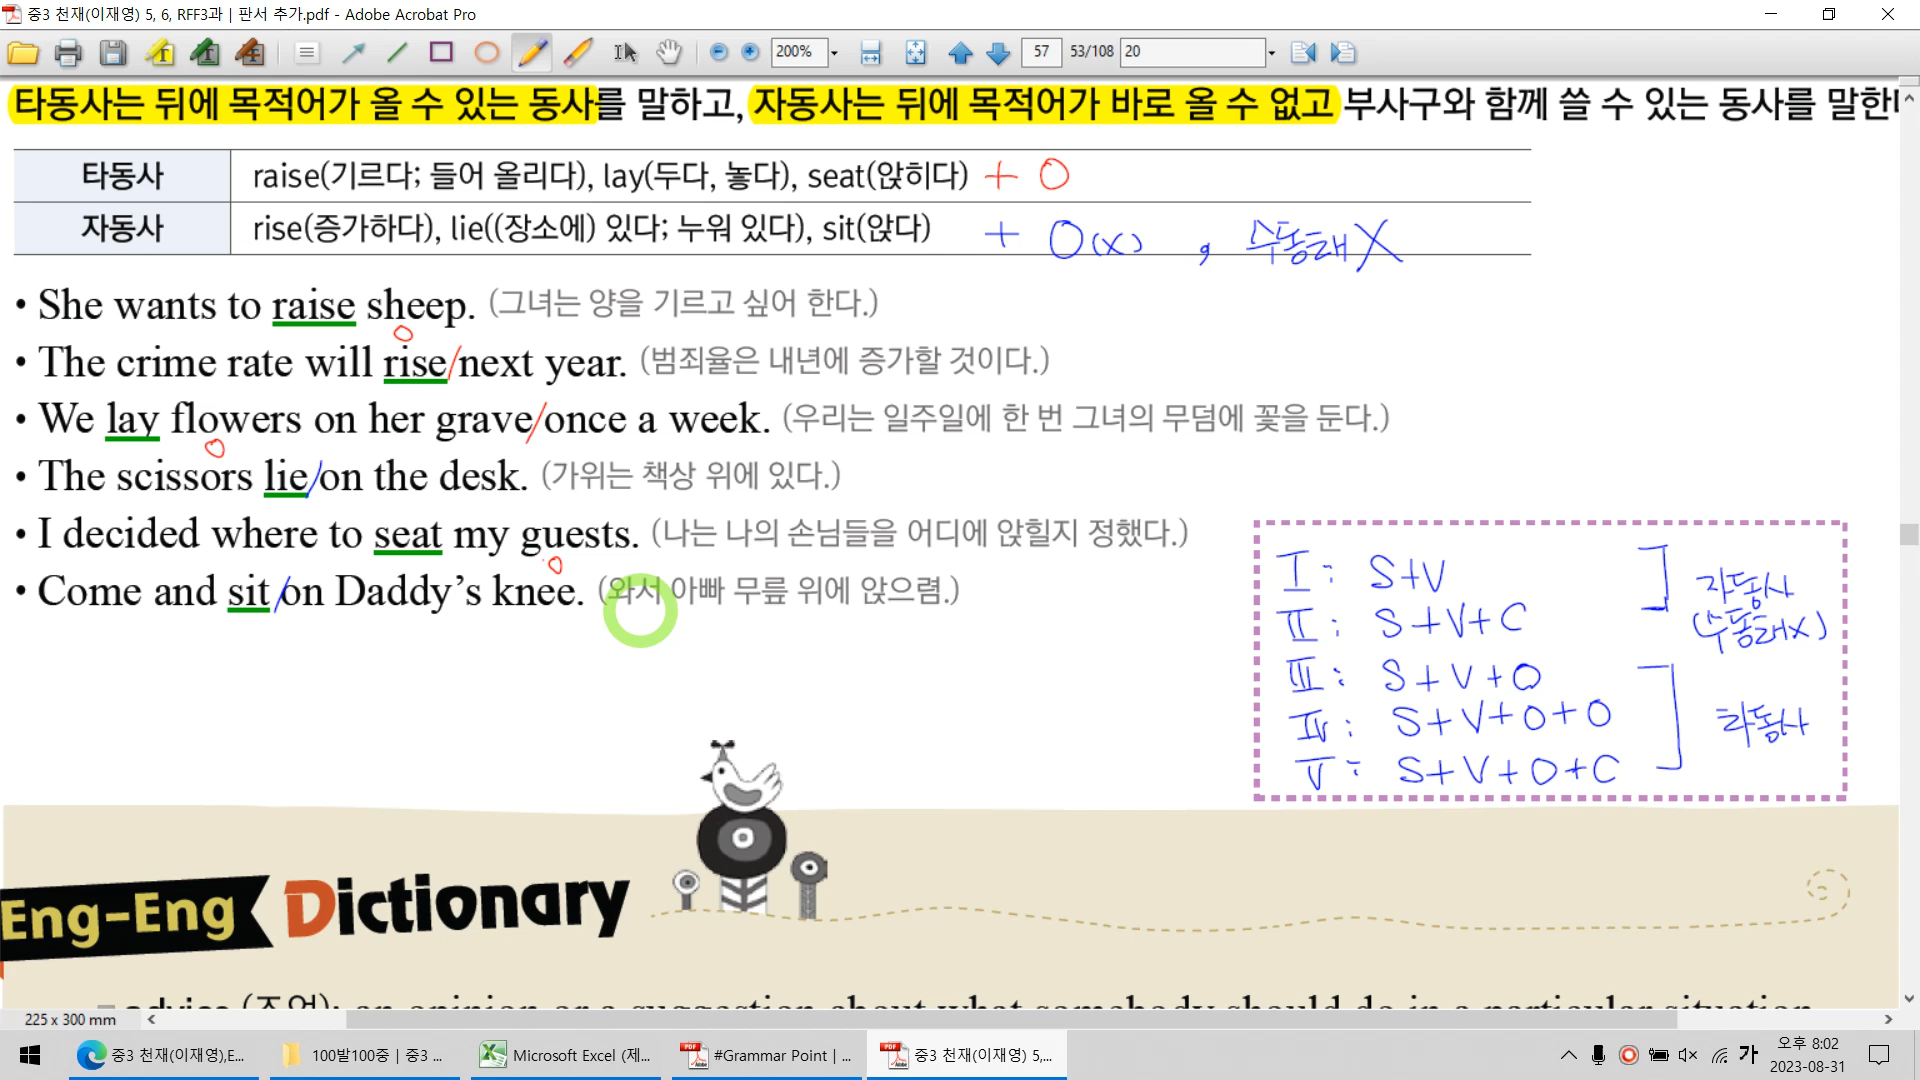 중3 천재(이재영) 5, 6, RFF3과 | 판서 추가.pdf - Adobe Acrobat Pro
200% 57 53/108 20
타동사는 뒤에 목적어가 올 수 있는 동사를 말하고, 자동사는 뒤에 목적어가 바로 올 수 없고 부사구와 함께 쓸 수 있는 동사를 말한
타동사 raise(기르다; 들어 올리다), lay(두다, 놓다), seat(앉히다) + O
자동사 rise(증가하다), lie((장소에) 있다; 누워 있다), sit(앉다) + O(x) , 수동태X
• She wants to raise sheep. (그녀는 양을 기르고 싶어 한다.)
o
• The crime rate will rise/next year. (범죄율은 내년에 증가할 것이다.)
• We lay flowers on her grave/once a week. (우리는 일주일에 한 번 그녀의 무덤에 꽃을 둔다.)
o
• The scissors lie/on the desk. (가위는 책상 위에 있다.)
• I decided where to seat my guests. (나는 나의 손님들을 어디에 앉힐지 정했다.)
o
• Come and sit/on Daddy's knee. (와서 아빠 무릎 위에 앉으렴.)
I : S+V
II : S+V+C
자동사
(수동태x)
III : S+V+O
IV : S+V+O+O
V : S+V+O+C
타동사
Eng-Eng Dictionary
advice (조언): an opinion or a suggestion about what somebody should do in a particular situation
225 x 300 mm
중3 천재(이재영),E... 100발100중 | 중3 ... Microsoft Excel (제... #Grammar Point | ... 중3 천재(이재영) 5,... 가 오후 8:02
2023-08-31